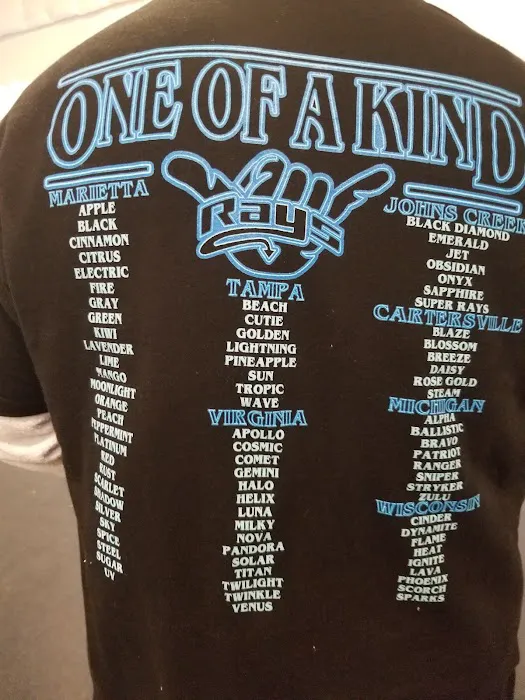 ONE OF A KIND
Rays
MARIETTA
APPLE
BLACK
CINNAMON
CITRUS
ELECTRIC
FIRE
GRAY
GREEN
KIWI
LAVENDER
LIME
MANGO
MOONLIGHT
ORANGE
PEACH
PEPPERMINT
PLATINUM
RED
RUST
SCARLET
SHADOW
SILVER
SKY
SPICE
STEEL
SUGAR
UV
TAMPA
BEACH
CUTIE
GOLDEN
LIGHTNING
PINEAPPLE
SUN
TROPIC
WAVE
VIRGINIA
APOLLO
COSMIC
COMET
GEMINI
HALO
HELIX
LUNA
MILKY
NOVA
PANDORA
SOLAR
TITAN
TWILIGHT
TWINKLE
VENUS
JOHNS CREEK
BLACK DIAMOND
EMERALD
JET
OBSIDIAN
ONYX
SAPPHIRE
SUPER RAYS
CARTERSVILLE
BLAZE
BLOSSOM
BREEZE
DAISY
ROSE GOLD
STEAM
MICHIGAN
ALPHA
BALLISTIC
BRAVO
PATRIOT
RANGER
SNIPER
STRYKER
ZULU
WISCONSIN
CINDER
DYNAMITE
FLAME
HEAT
IGNITE
LAVA
PHOENIX
SCORCH
SPARKS